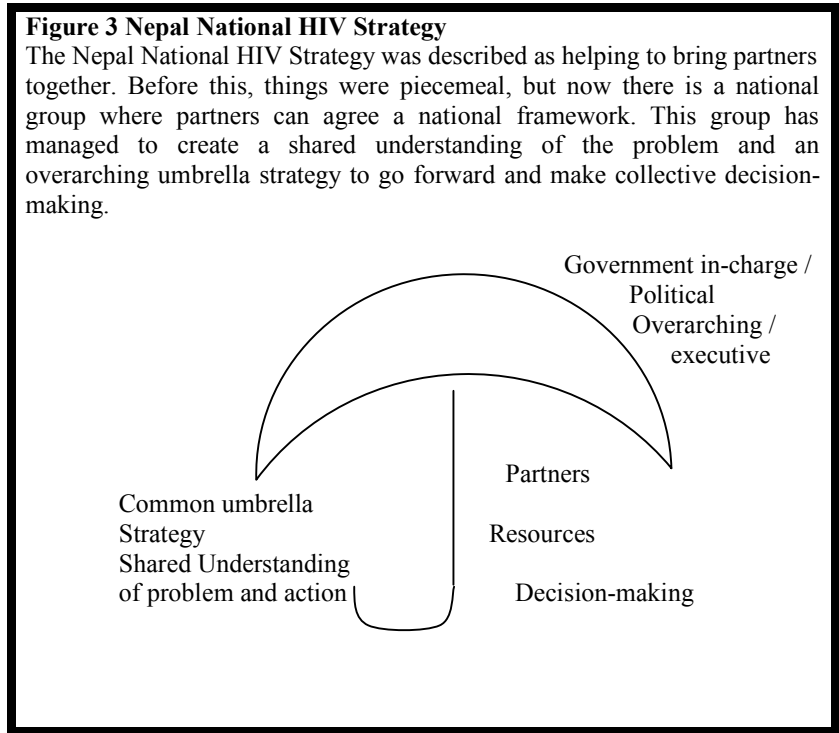 Figure 3 Nepal National HIV Strategy
The Nepal National HIV Strategy was described as helping to bring partners
together. Before this, things were piecemeal, but now there is a national
group where partners can agree a national framework. This group has
managed to create a shared understanding of the problem and an
overarching umbrella strategy to go forward and make collective decision-
making.
Government in-charge /
Political
Overarching /
executive
Partners
Common umbrella
Strategy
Resources
Shared Understanding
of problem and action
Decision-making